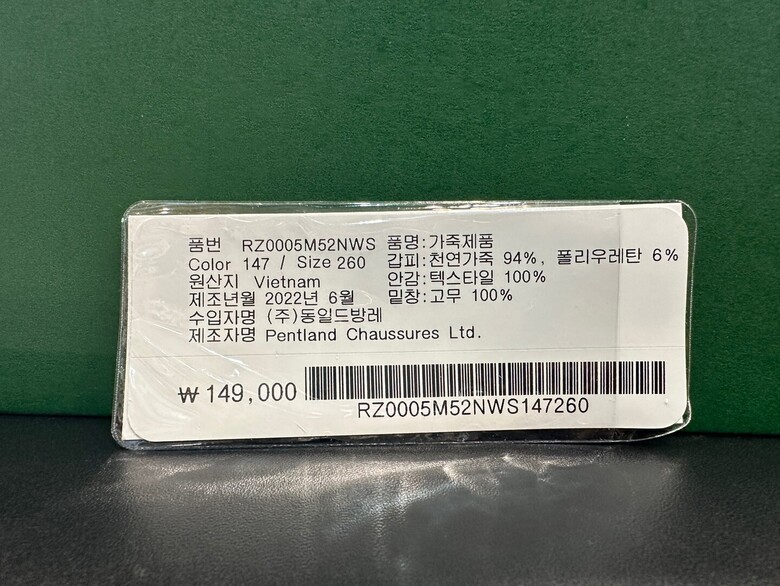 품번 RZ0005M52NWS 품명:가죽제품
Color 147 / Size 260 갑피:천연가죽 94%, 폴리우레탄 6%
원산지 Vietnam 안감:텍스타일 100%
제조년월 2022년 6월 밑창:고무 100%
수입자명 (주)동일드방레
제조자명 Pentland Chaussures Ltd.
₩ 149,000
RZ0005M52NWS147260